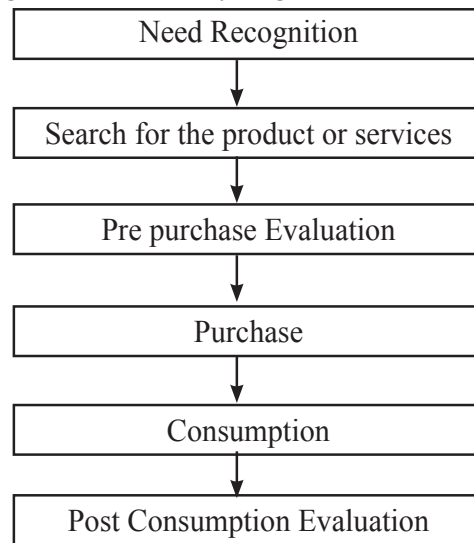 Need Recognition
Search for the product or services
Pre purchase Evaluation
Purchase
Consumption
Post Consumption Evaluation